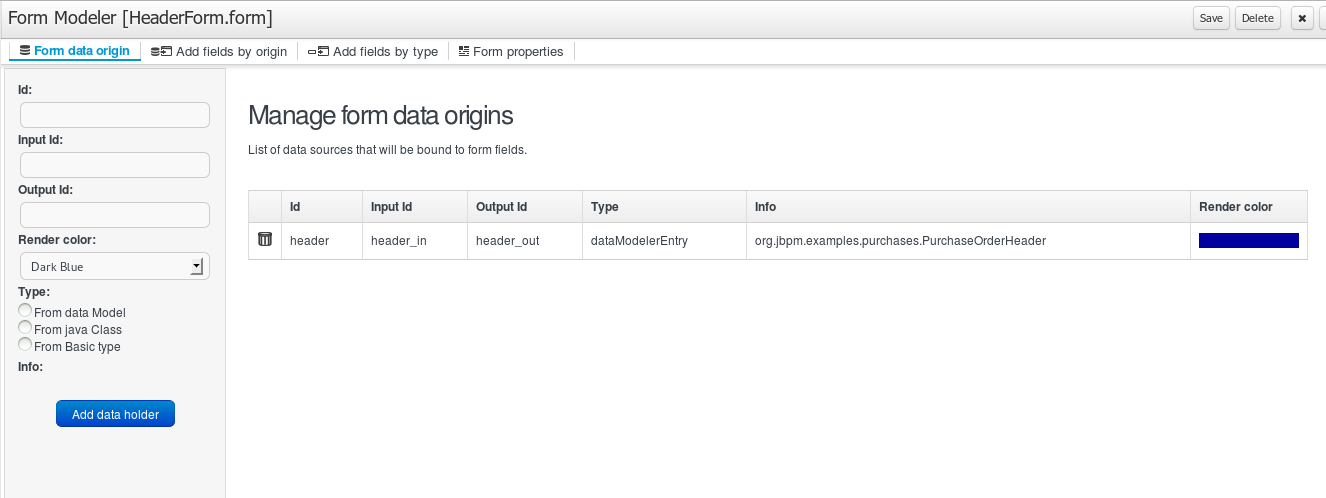 Form Modeler [HeaderForm.form]
Save Delete
Form data origin Add fields by origin Add fields by type Form properties
Id:
Input Id:
Output Id:
Render color:
Dark Blue
Type:
From data Model
From java Class
From Basic type
Info:
Add data holder
Manage form data origins
List of data sources that will be bound to form fields.
Id Input Id Output Id Type Info Render color
header header_in header_out dataModelerEntry org.jbpm.examples.purchases.PurchaseOrderHeader